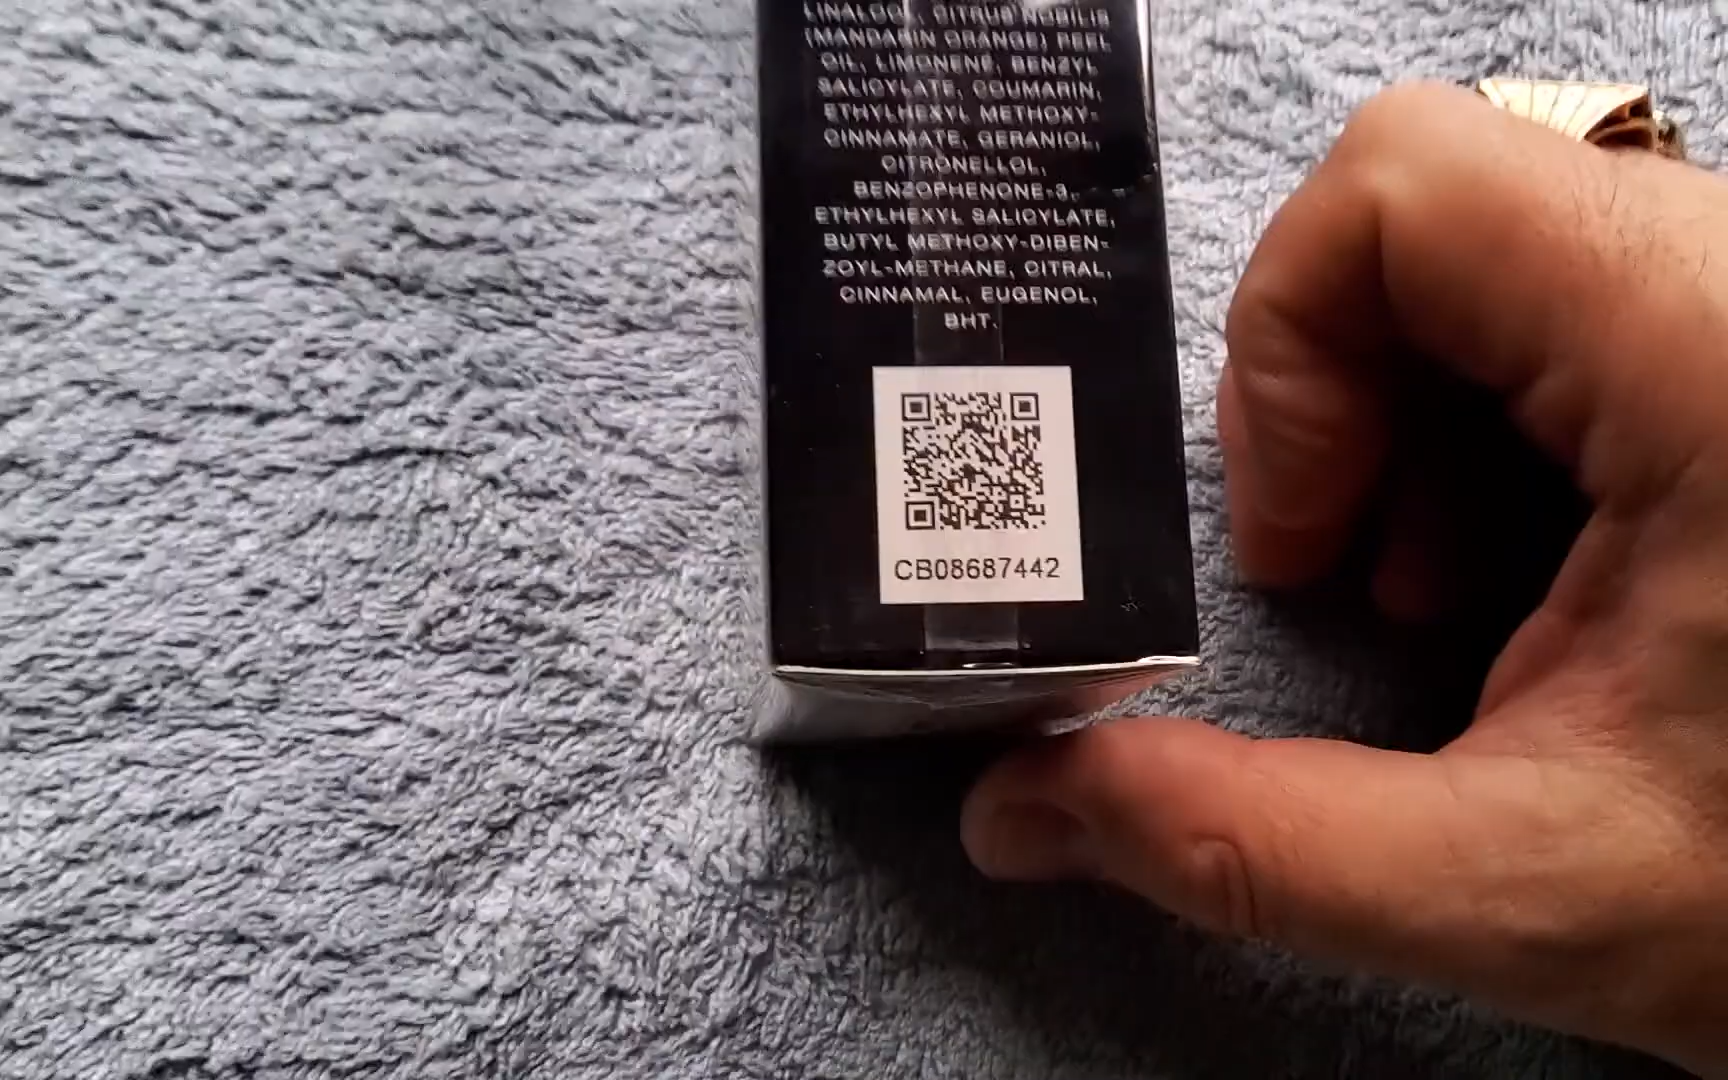 LINALOOL, CITRUS NOBILIS
(MANDARIN ORANGE) PEEL
OIL, LIMONENE, BENZYL
SALICYLATE, COUMARIN,
ETHYLHEXYL METHOXY-
CINNAMATE, GERANIOL,
CITRONELLOL,
BENZOPHENONE-3,
ETHYLHEXYL SALICYLATE,
BUTYL METHOXY-DIBEN-
ZOYL-METHANE, CITRAL,
CINNAMAL, EUGENOL,
BHT.
CB08687442